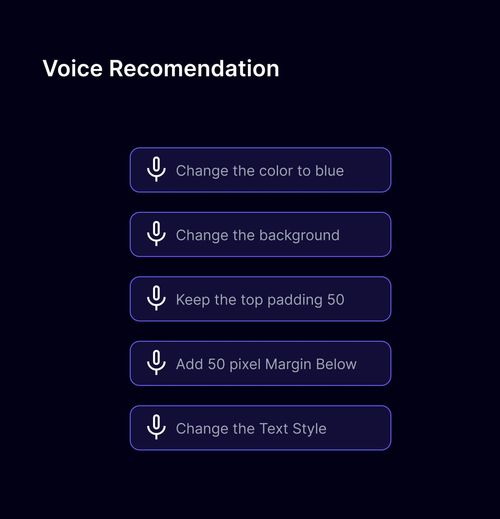 Voice Recomendation
Change the color to blue
Change the background
Keep the top padding 50
Add 50 pixel Margin Below
Change the Text Style